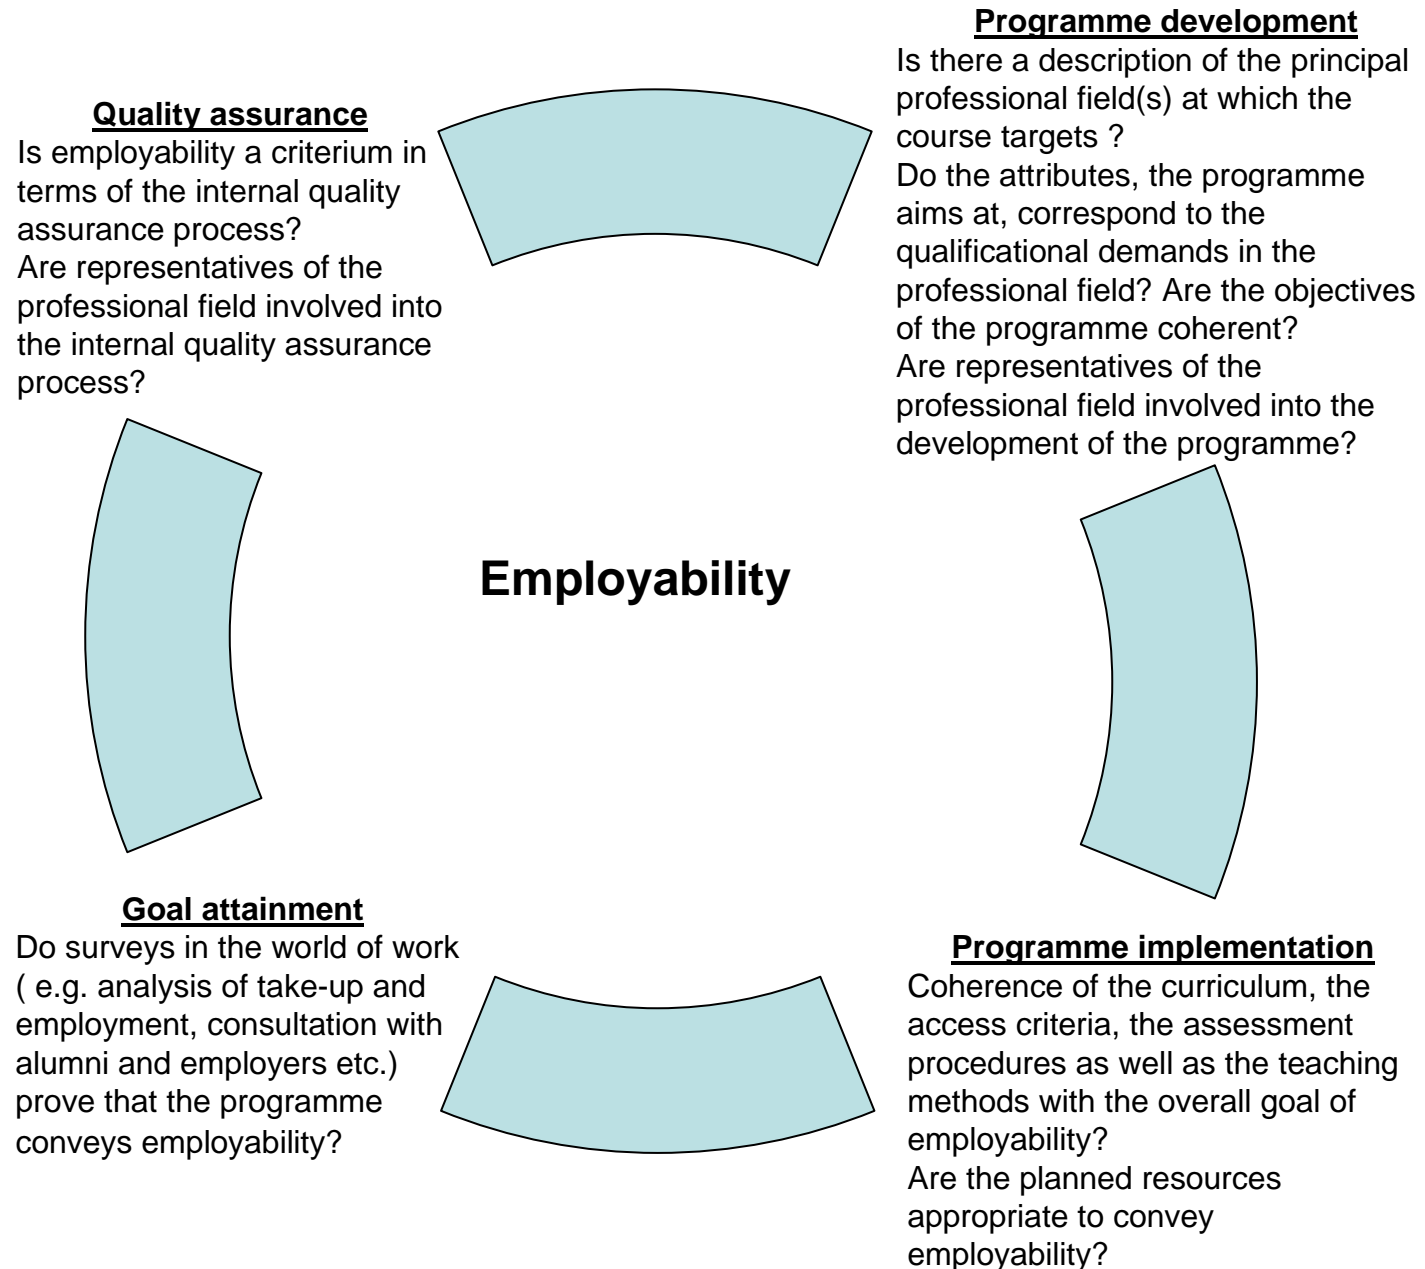 Programme development
Is there a description of the principal
professional field(s) at which the
course targets ?
Do the attributes, the programme
aims at, correspond to the
qualificational demands in the
professional field? Are the objectives
of the programme coherent?
Are representatives of the
professional field involved into the
development of the programme?
Quality assurance
Is employability a criterium in
terms of the internal quality
assurance process?
Are representatives of the
professional field involved into
the internal quality assurance
process?
Employability
Goal attainment
Do surveys in the world of work
( e.g. analysis of take-up and
employment, consultation with
alumni and employers etc.)
prove that the programme
conveys employability?
Programme implementation
Coherence of the curriculum, the
access criteria, the assessment
procedures as well as the teaching
methods with the overall goal of
employability?
Are the planned resources
appropriate to convey
employability?